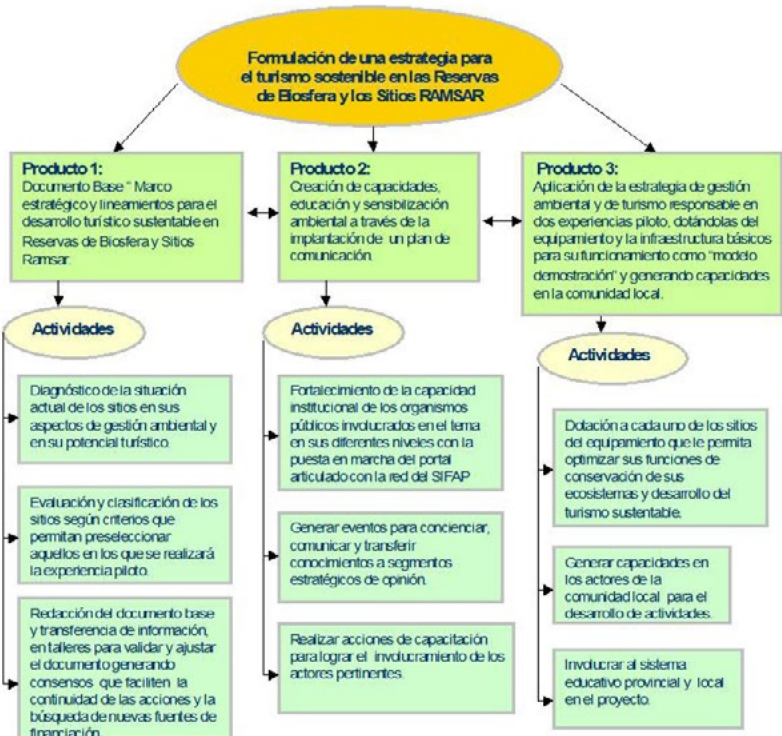 Formulación de una estrategia para
el turismo sostenible en las Reservas
de Biosfera y los Sitios RAMSAR
Producto 1:
Documento Base " Marco
estratégico y lineamientos para el
desarrollo turístico sustentable en
Reservas de Biosfera y Sitios
Ramsar.
Producto 2:
Creación de capacidades,
educación y sensibilización
ambiental a través de la
implantación de un plan de
comunicación.
Producto 3:
Aplicación de la estrategia de gestión
ambiental y de turismo responsable en
dos experiencias piloto, dotándolas del
equipamiento y la infraestructura básicos
para su funcionamiento como "modelo
demostración" y generando capacidades
en la comunidad local.
Actividades
Diagnóstico de la situación
actual de los sitios en sus
aspectos de gestión ambiental y
en su potencial turístico.
Evaluación y clasificación de los
sitios según criterios que
permitan preseleccionar
aquellos en los que se realizará
la experiencia piloto.
Redacción del documento base
y transferencia de información,
en talleres para validar y ajustar
el documento generando
consensos que faciliten la
continuidad de las acciones y la
búsqueda de nuevas fuentes de
financiación.
Actividades
Fortalecimiento de la capacidad
institucional de los organismos
públicos involucrados en el tema
en sus diferentes niveles con la
puesta en marcha del portal
articulado con la red del SIFAP
Generar eventos para concienciar,
comunicar y transferir
conocimientos a segmentos
estratégicos de opinión.
Realizar acciones de capacitación
para lograr el involucramiento de los
actores pertinentes.
Actividades
Dotación a cada uno de los sitios
del equipamiento que le permita
optimizar sus funciones de
conservación de sus
ecosistemas y desarrollo del
turismo sustentable.
Generar capacidades en
los actores de la
comunidad local para el
desarrollo de actividades.
Involucrar al sistema
educativo provincial y local
en el proyecto.